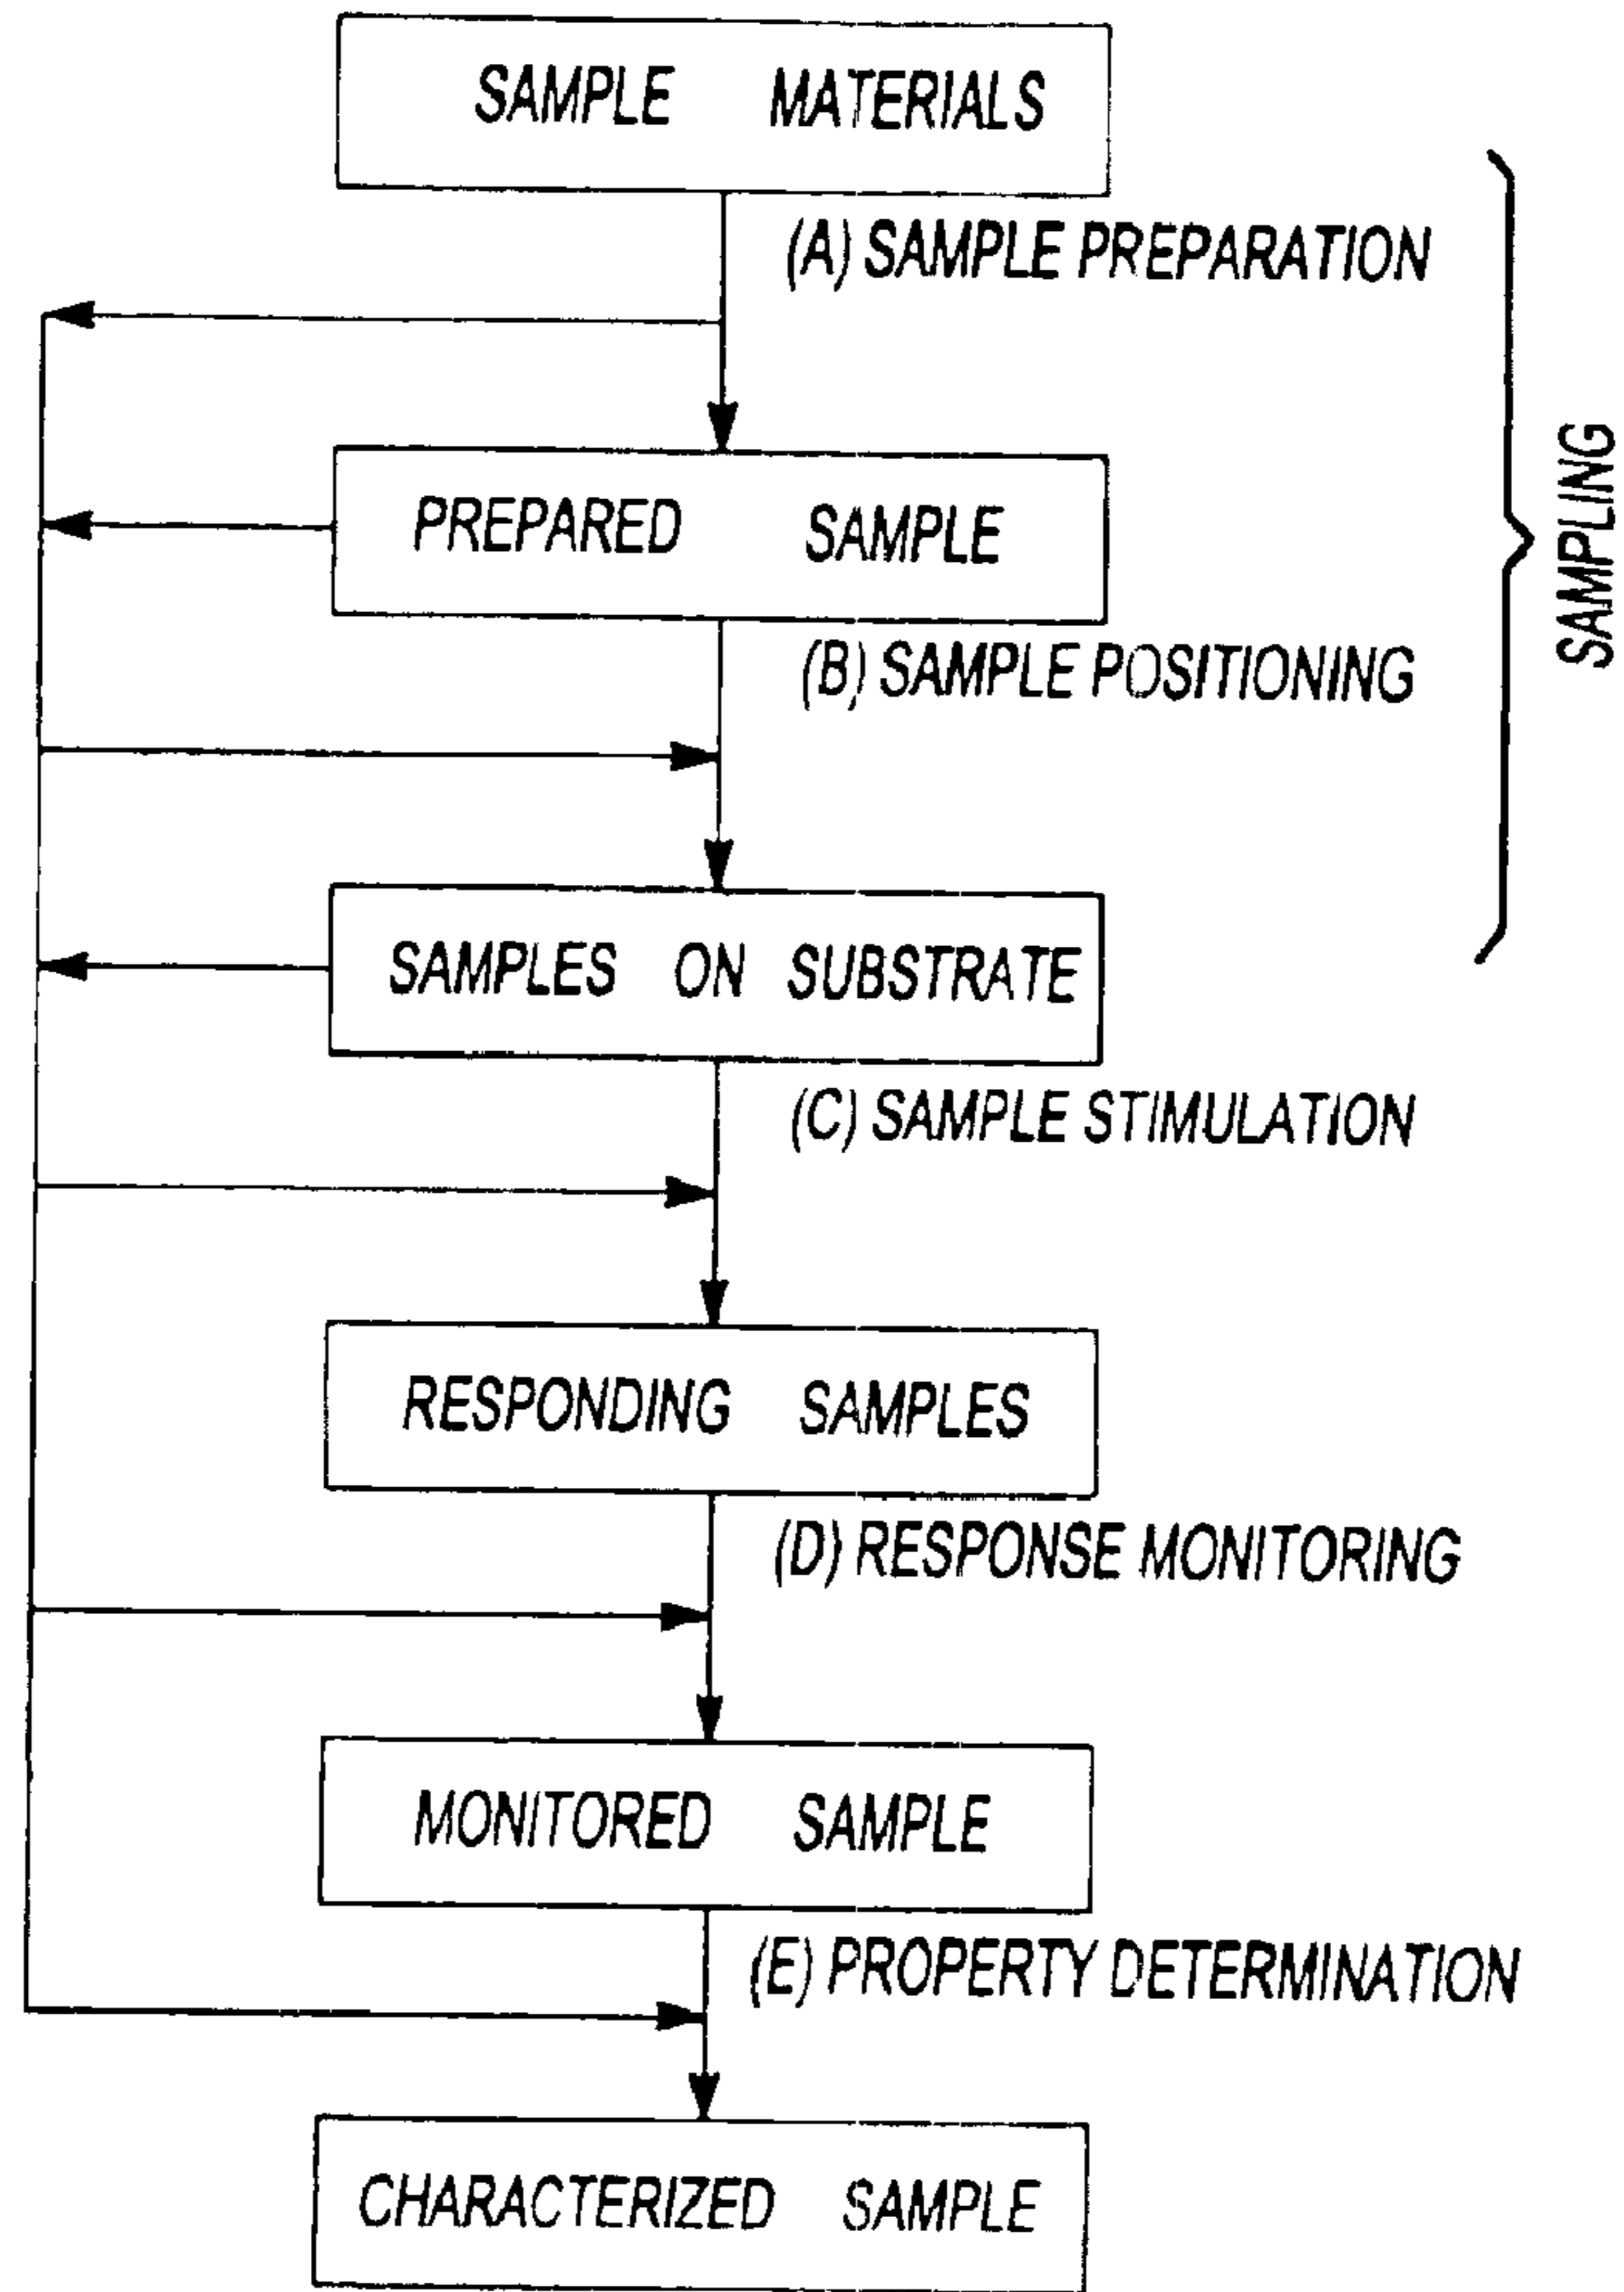 SAMPLE MATERIALS
(A) SAMPLE PREPARATION
PREPARED SAMPLE
SAMPLING
(B) SAMPLE POSITIONING
SAMPLES ON SUBSTRATE
(C) SAMPLE STIMULATION
RESPONDING SAMPLES
(D) RESPONSE MONITORING
MONITORED SAMPLE
(E) PROPERTY DETERMINATION
CHARACTERIZED SAMPLE